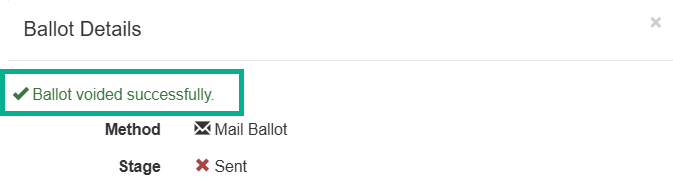 Ballot Details
×
Ballot voided successfully.
Method Mail Ballot
Stage Sent